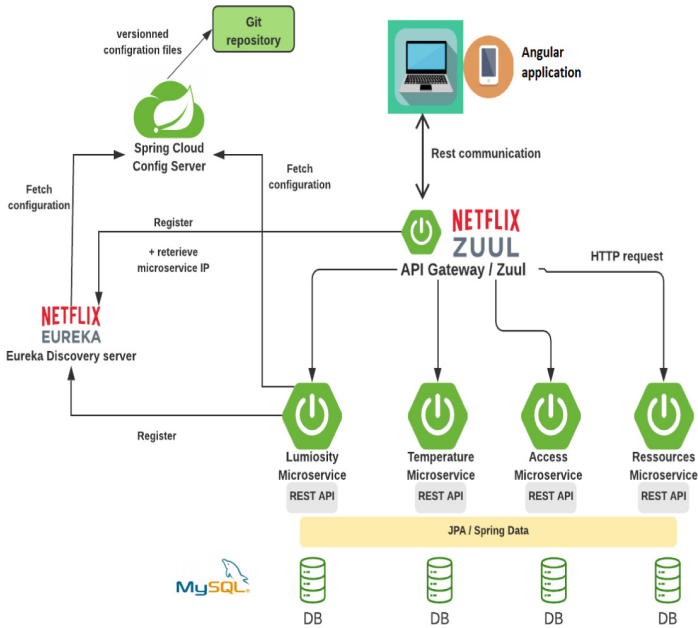 versionned
configration files
Git
repository
Angular
application
Spring Cloud
Config Server
Rest communication
Fetch
configuration
Fetch
configuration
Register
+ reterieve
microservice IP
NETFLIX
ZUUL
API Gateway / Zuul
HTTP request
NETFLIX
EUREKA
Eureka Discovery server
Register
Lumiosity
Microservice
REST API
Temperature
Microservice
REST API
Access
Microservice
REST API
Ressources
Microservice
REST API
JPA / Spring Data
MySQL®
DB
DB
DB
DB